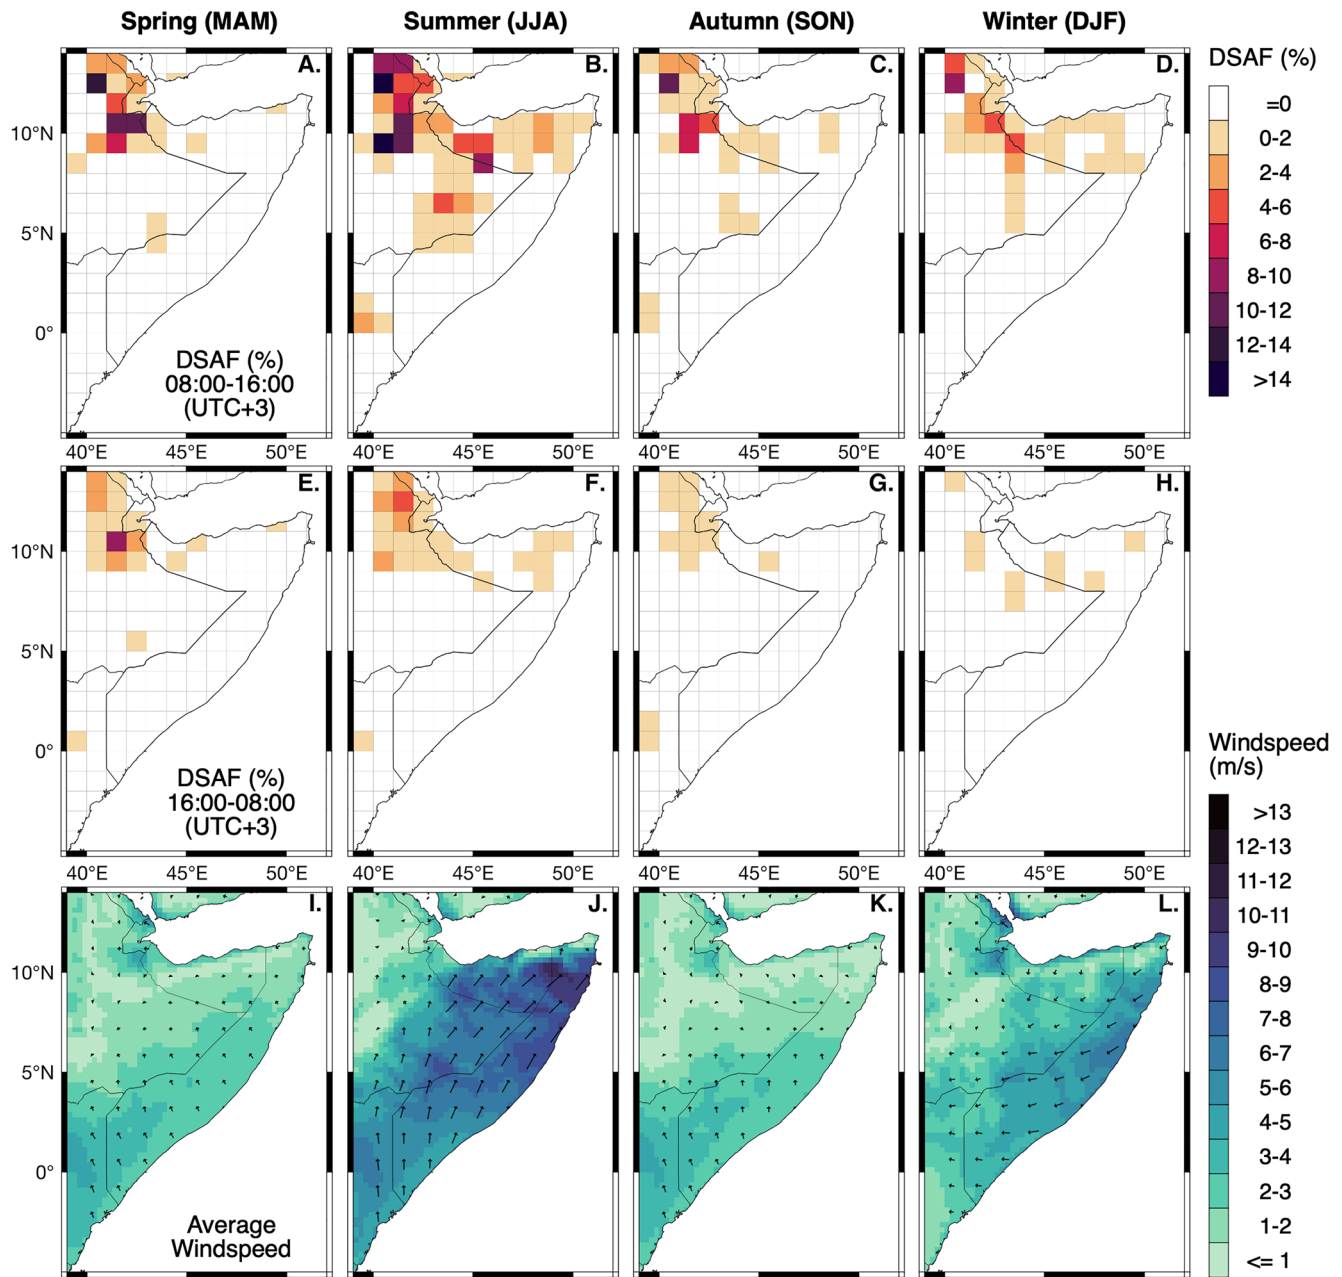 Spring (MAM) Summer (JJA) Autumn (SON) Winter (DJF)
DSAF (%)
A. B. C. D.
=0
0-2
2-4
4-6
6-8
8-10
10-12
12-14
>14
10°N
5°N
0°
DSAF (%)
08:00-16:00
(UTC+3)
40°E 45°E 50°E 40°E 45°E 50°E 40°E 45°E 50°E 45°E 50°E
E. F. G. H.
10°N
5°N
0°
DSAF (%)
16:00-08:00
(UTC+3)
40°E 45°E 50°E 40°E 45°E 50°E 40°E 45°E 50°E 45°E 50°E
Windspeed
(m/s)
>13
12-13
11-12
10-11
9-10
8-9
7-8
6-7
5-6
4-5
3-4
2-3
1-2
<= 1
I. J. K. L.
10°N
5°N
0°
Average
Windspeed